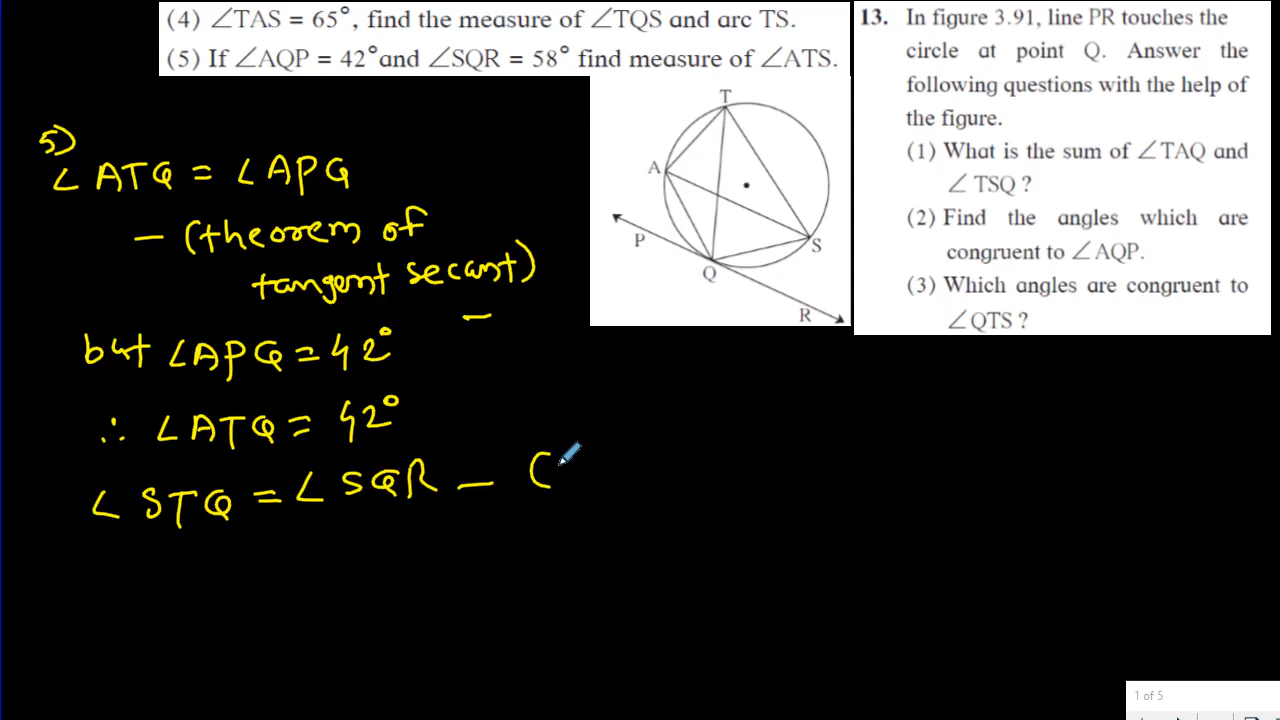 (4) ∠TAS = 65°, find the measure of ∠TQS and arc TS.
(5) If ∠AQP = 42°and ∠SQR = 58° find measure of ∠ATS.
13. In figure 3.91, line PR touches the
circle at point Q. Answer the
following questions with the help of
the figure.
(1) What is the sum of ∠TAQ and
∠TSQ ?
(2) Find the angles which are
congruent to ∠AQP.
(3) Which angles are congruent to
∠QTS ?
T
A
S
P
Q
R
5)
∠ ATQ = ∠APQ
– (theorem of
tangent secant)
–
but ∠APQ = 42°
∴ ∠ATQ = 42°
∠ STQ = ∠ SQR – (
1 of 5